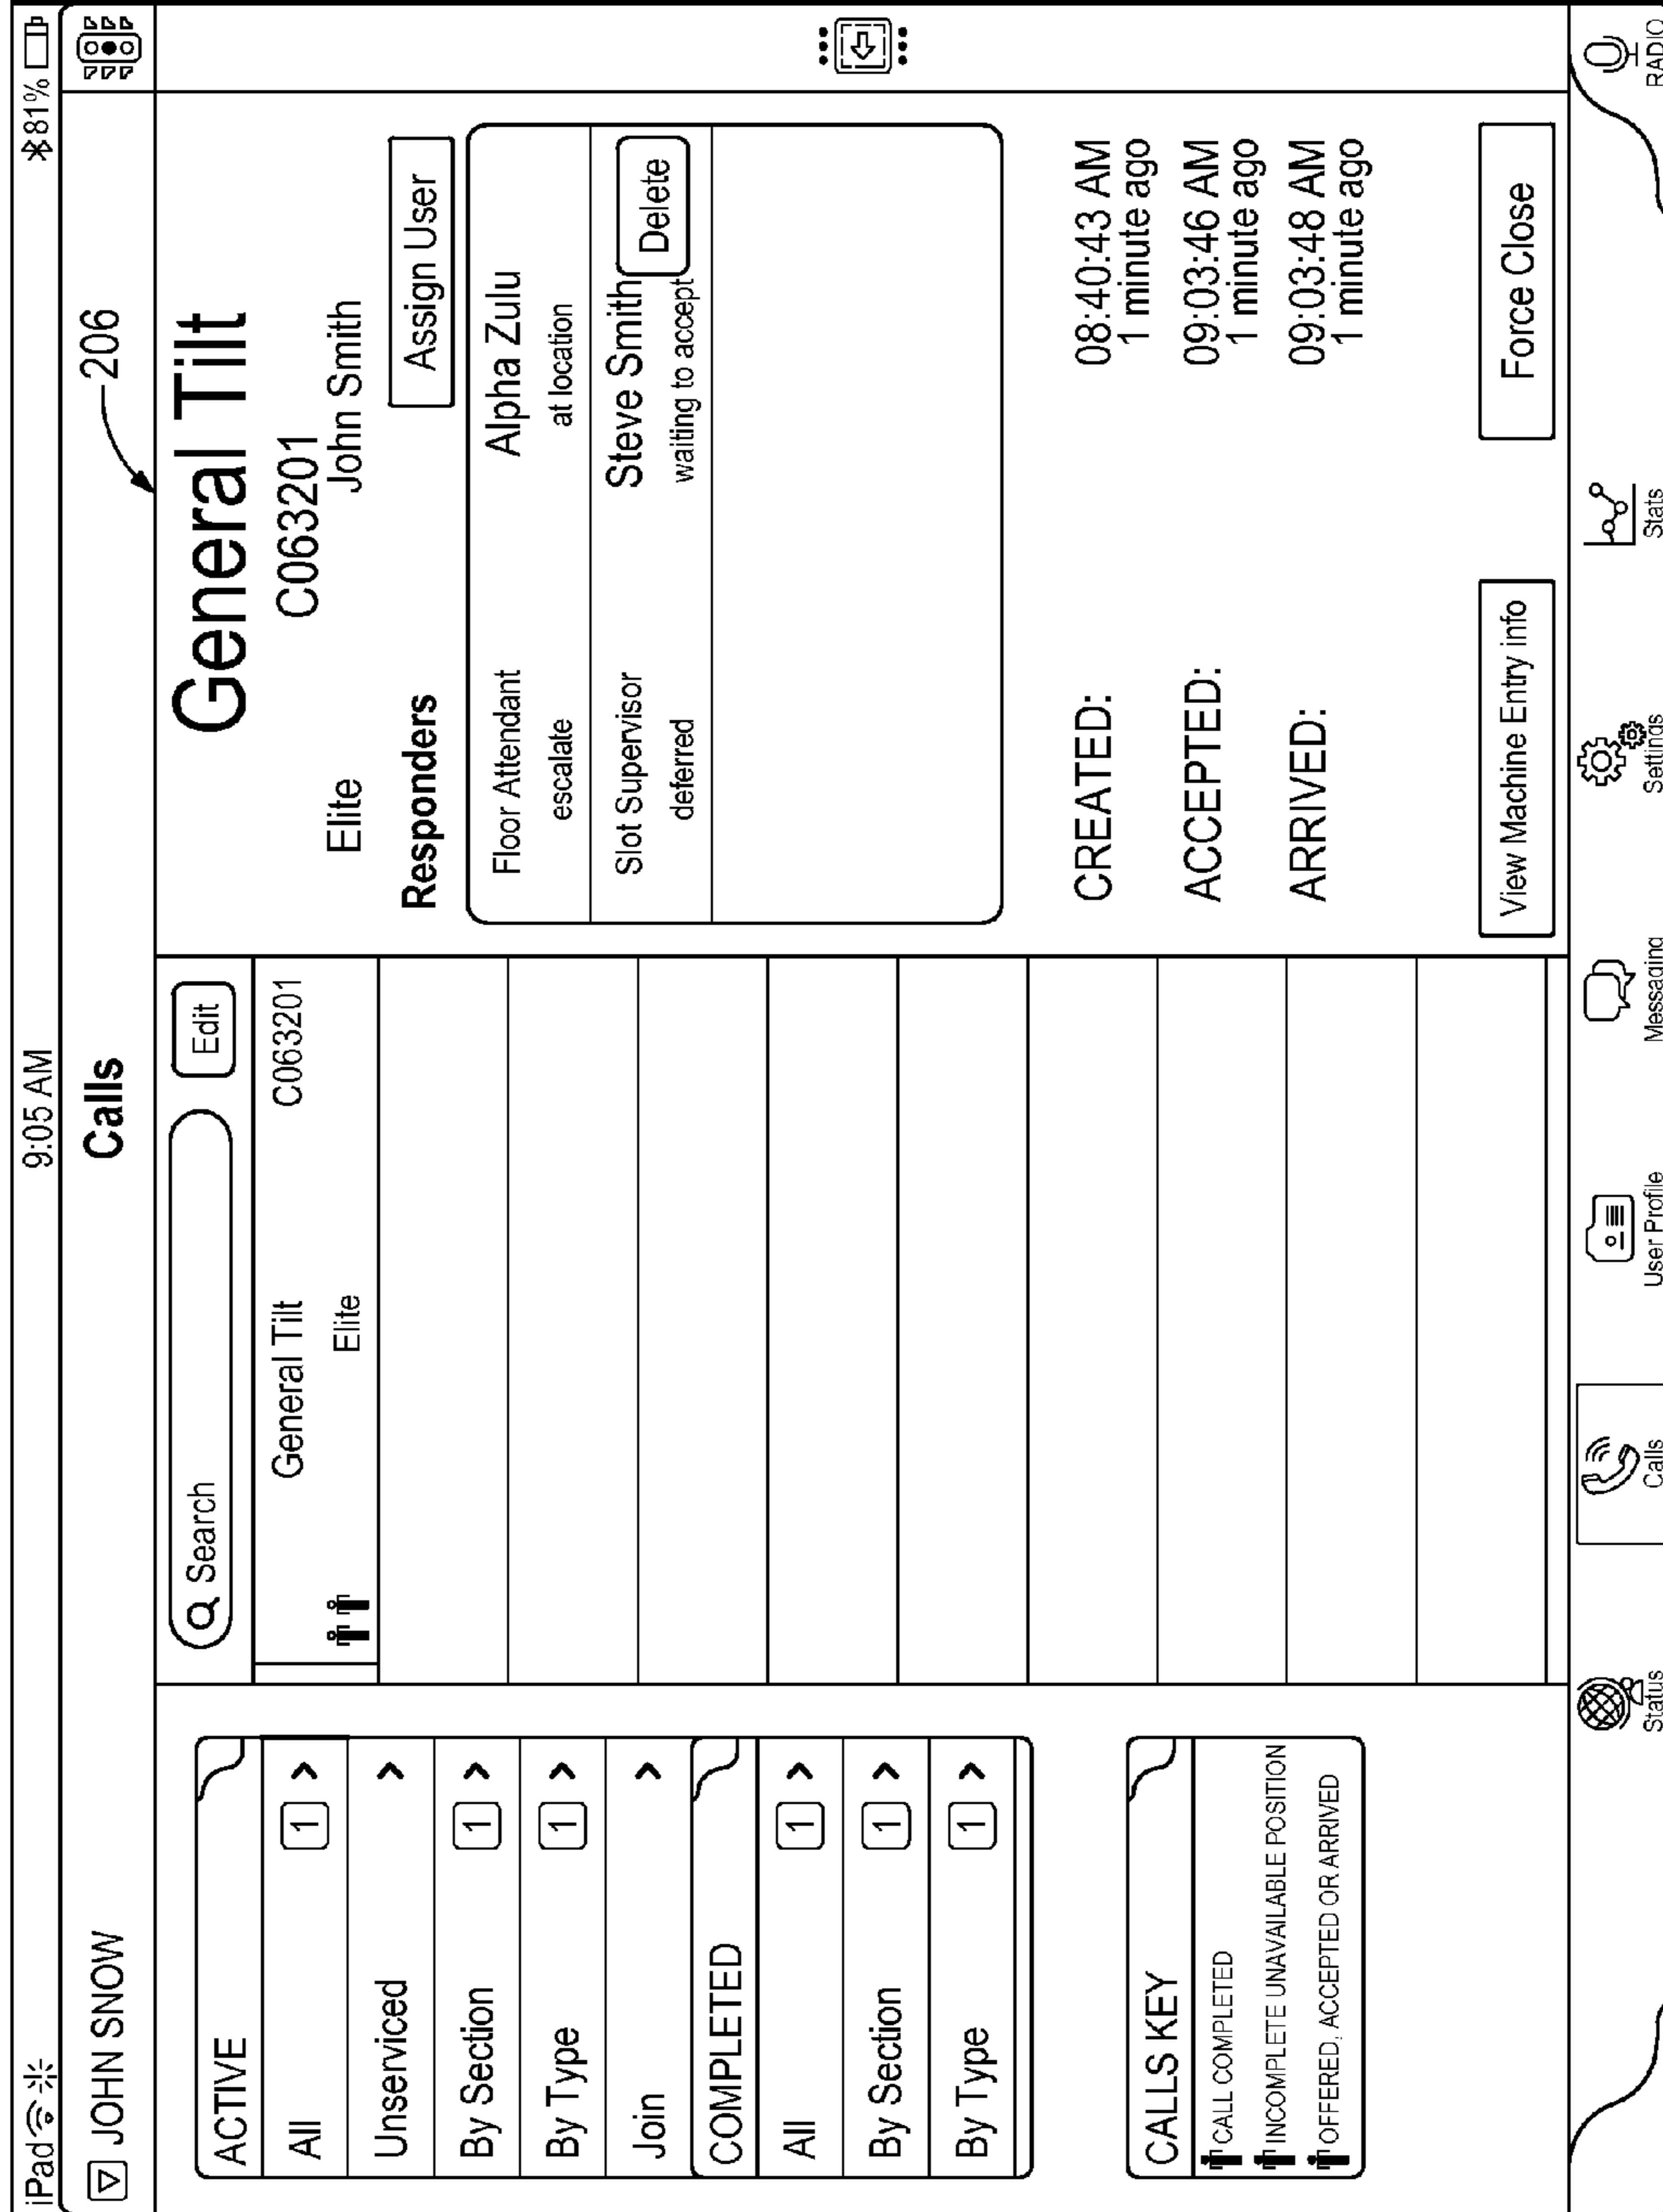 iPad 9:05 AM 81%
JOHN SNOW Calls
206
ACTIVE
All 1 >
Unserviced >
By Section 1 >
By Type 1 >
Join >
COMPLETED
All 1 >
By Section 1 >
By Type 1 >
CALLS KEY
CALL COMPLETED
INCOMPLETE UNAVAILABLE POSITION
OFFERED, ACCEPTED OR ARRIVED
Search Edit
General Tilt C063201
Elite
General Tilt
C063201
Elite John Smith
Responders Assign User
Floor Attendant Alpha Zulu
escalate at location
Slot Supervisor Steve Smith Delete
deferred waiting to accept
CREATED: 08:40:43 AM
1 minute ago
ACCEPTED: 09:03:46 AM
1 minute ago
ARRIVED: 09:03:48 AM
1 minute ago
View Machine Entry info Force Close
Status Calls User Profile Messaging Settings Stats RADIO